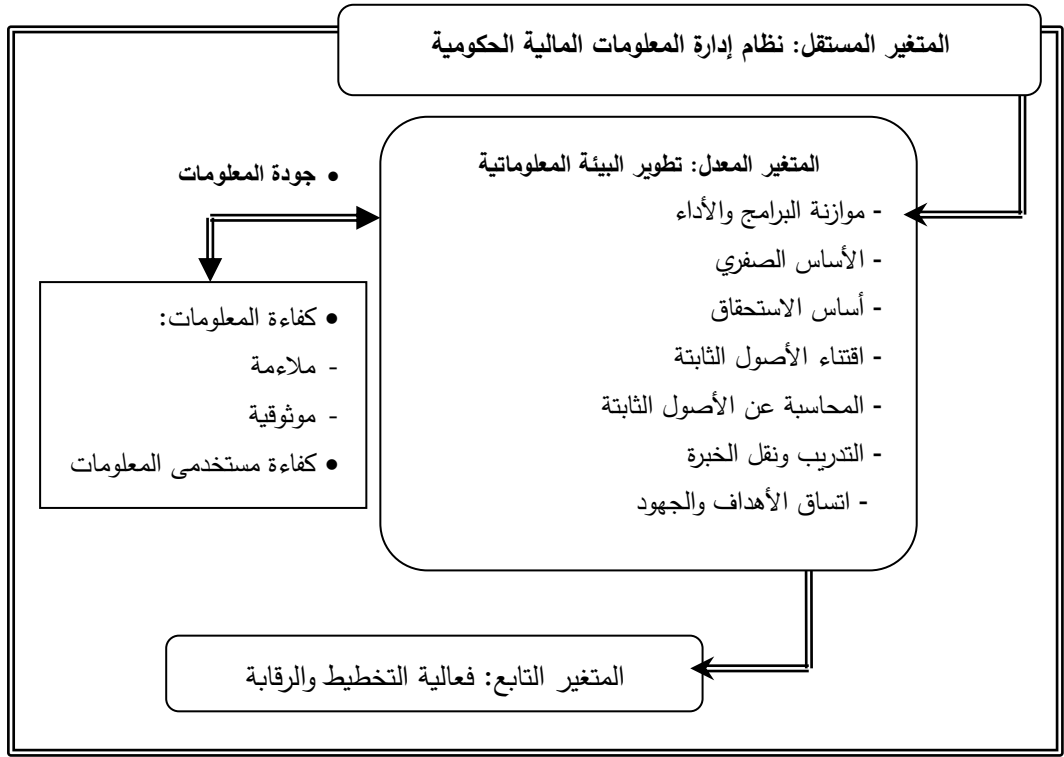 المتغير المستقل: نظام إدارة المعلومات المالية الحكومية
المتغير المعدل: تطوير البيئة المعلوماتية
- موازنة البرامج والأداء
- الأساس الصفري
- أساس الاستحقاق
- اقتناء الأصول الثابتة
- المحاسبة عن الأصول الثابتة
- التدريب ونقل الخبرة
- اتساق الأهداف والجهود
• جودة المعلومات
• كفاءة المعلومات:
- ملاءمة
- موثوقية
• كفاءة مستخدمى المعلومات
المتغير التابع: فعالية التخطيط والرقابة